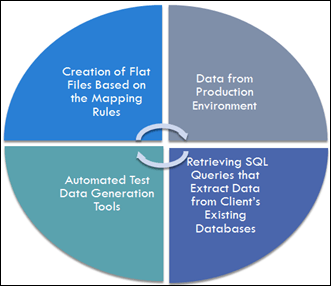 Creation of Flat
Files Based on
the Mapping
Rules
Data from
Production
Environment
Automated Test
Data Generation
Tools
Retrieving SQL
Queries that
Extract Data
from Client's
Existing
Databases